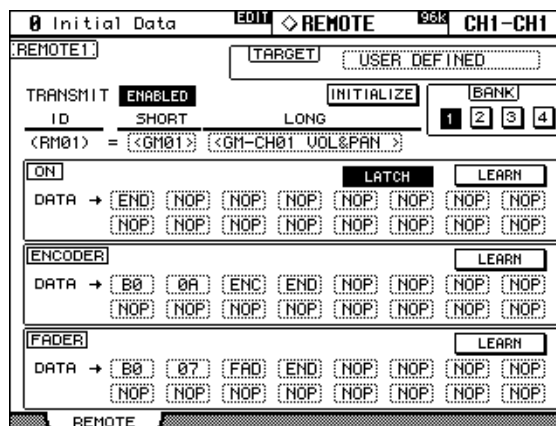 0 Initial Data EDIT ◇REMOTE 96K CH1-CH1
REMOTE1 TARGET USER DEFINED
TRANSMIT ENABLED INITIALIZE BANK
ID SHORT LONG 1 2 3 4
(RM01) = <GM01> <GM-CH01 VOL&PAN >
ON LATCH LEARN
DATA → END NOP NOP NOP NOP NOP NOP NOP
NOP NOP NOP NOP NOP NOP NOP NOP
ENCODER LEARN
DATA → B0 0A ENC END NOP NOP NOP NOP
NOP NOP NOP NOP NOP NOP NOP NOP
FADER LEARN
DATA → B0 07 FAD END NOP NOP NOP NOP
NOP NOP NOP NOP NOP NOP NOP NOP
REMOTE